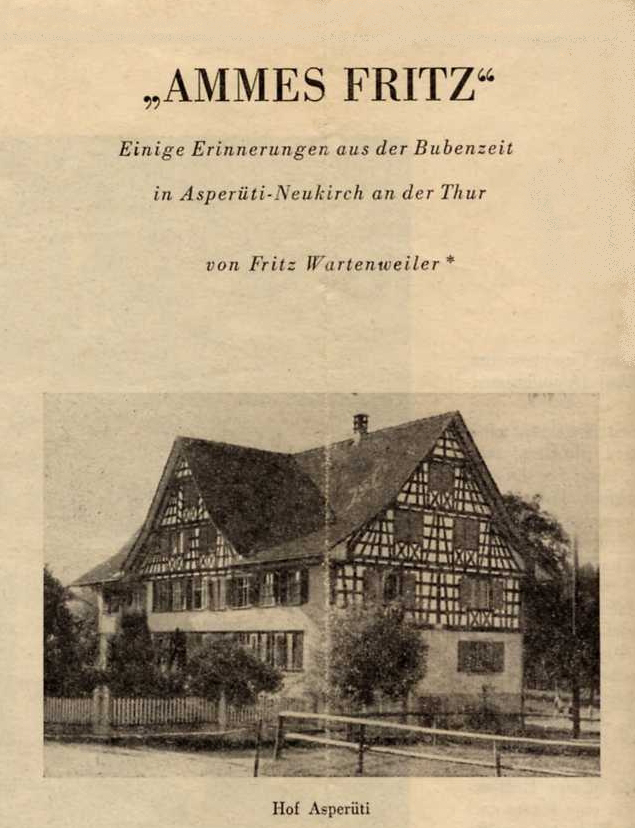 „AMMES FRITZ“
Einige Erinnerungen aus der Bubenzeit
in Asperüti-Neukirch an der Thur
von Fritz Wartenweiler *
Hof Asperüti